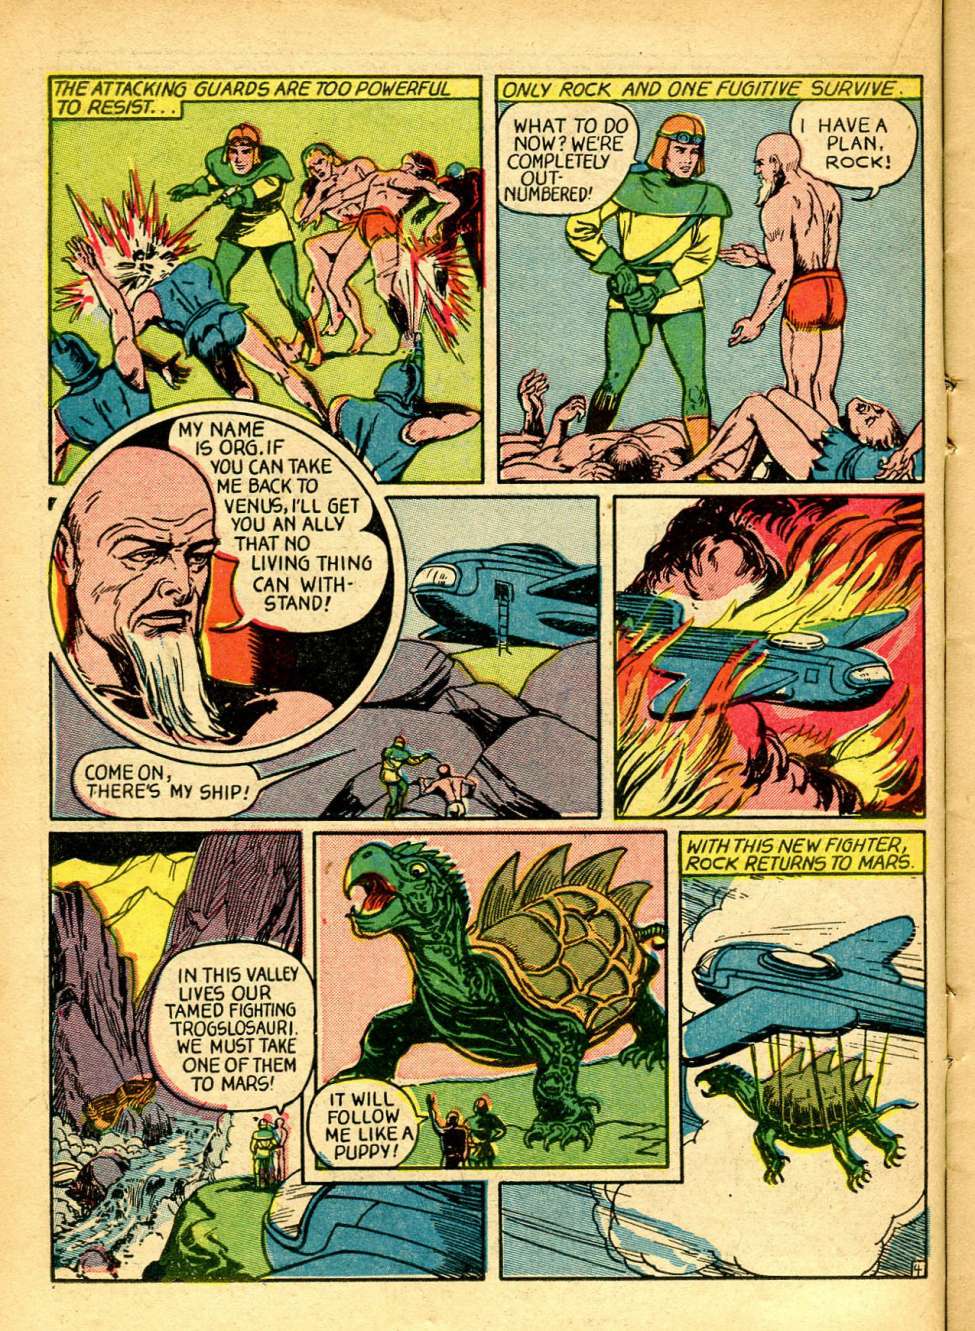 THE ATTACKING GUARDS ARE TOO POWERFUL
TO RESIST...
ONLY ROCK AND ONE FUGITIVE SURVIVE.
WHAT TO DO
NOW? WE'RE
COMPLETELY
OUT-
NUMBERED!
I HAVE A
PLAN,
ROCK!
MY NAME
IS ORG. IF
YOU CAN TAKE
ME BACK TO
VENUS, I'LL GET
YOU AN ALLY
THAT NO
LIVING THING
CAN WITH-
STAND!
COME ON,
THERE'S MY SHIP!
IN THIS VALLEY
LIVES OUR
TAMED FIGHTING
TROGSLOSAURI.
WE MUST TAKE
ONE OF THEM
TO MARS!
IT WILL
FOLLOW
ME LIKE A
PUPPY!
WITH THIS NEW FIGHTER,
ROCK RETURNS TO MARS.
4